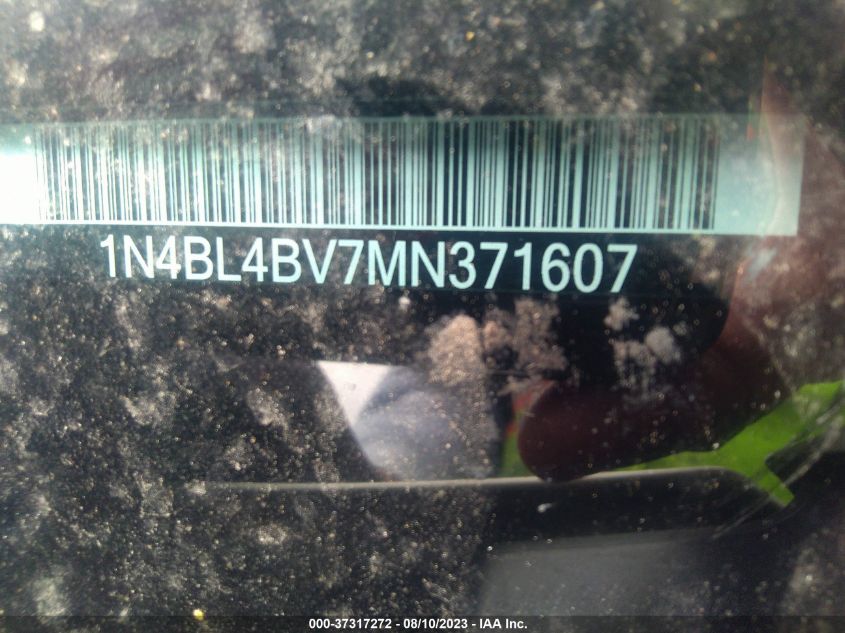 1N4BL4BV7MN371607
000-37317272 - 08/10/2023 - IAA Inc.